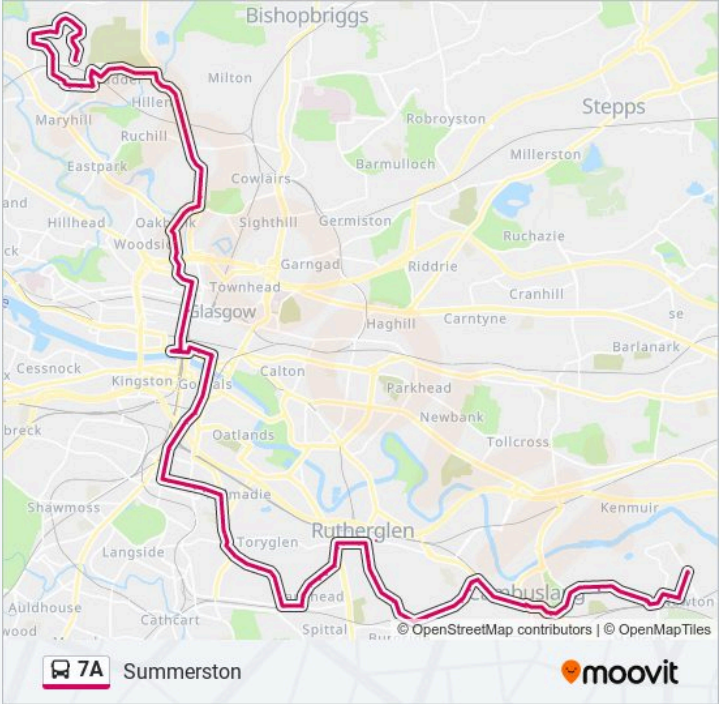 Bishopbriggs
Milton
Stepps
Maryhill
Ruchill
Robroyston
Millerston
Eastpark
Barmulloch
Cowlairs
Hillhead
Sighthill
Germiston
Ruchazie
Garngad
Riddrie
Townhead
Cranhill
Glasgow
Haghill
Carntyne
Barlanark
Cessnock
Kingston
Calton
Parkhead
Newbank
Oatlands
Tollcross
Shawmoss
Kenmuir
Rutherglen
Toryglen
Langside
Auldhouse
Cathcart
Spittal
© OpenStreetMap contributors | © OpenMapTiles
7A Summerston
moovit